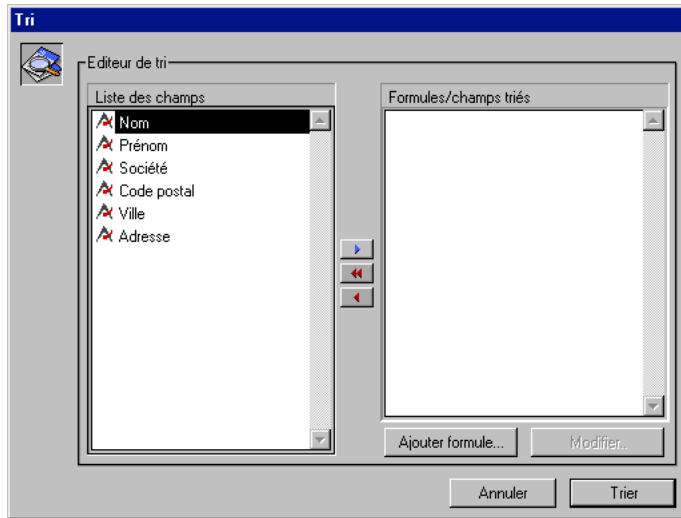 Tri
Editeur de tri
Liste des champs
Nom
Prénom
Société
Code postal
Ville
Adresse
Formules/champs triés
Ajouter formule...
Modifier..
Annuler
Trier